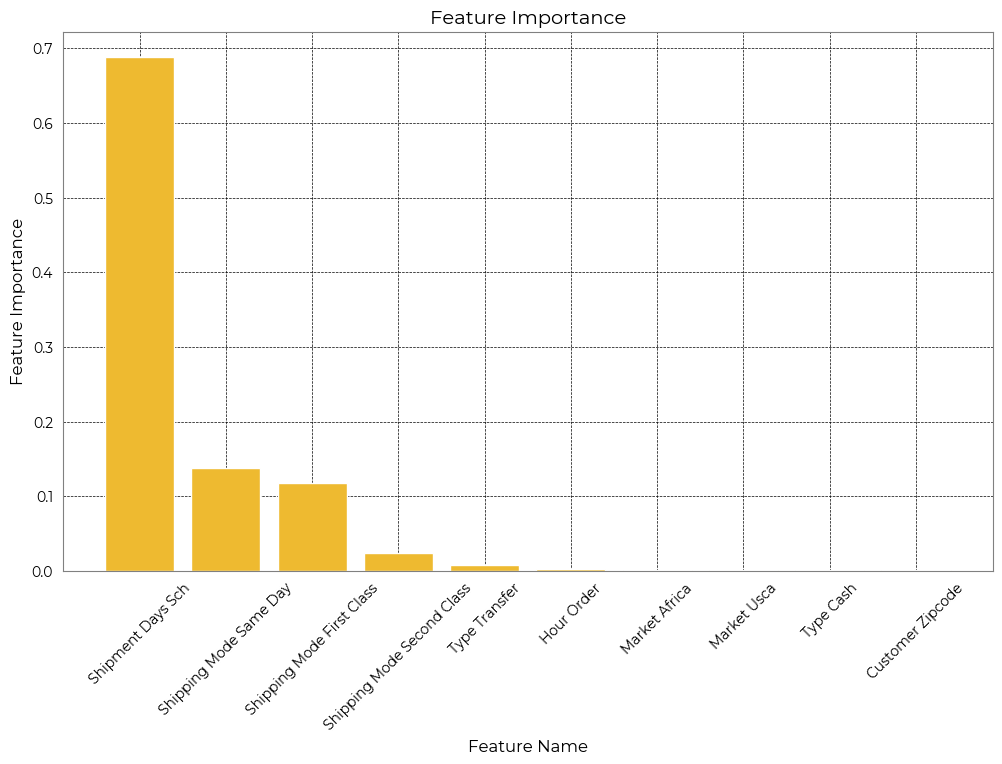 Feature Importance
Feature Importance
0.7
0.6
0.5
0.4
0.3
0.2
0.1
0.0
Shipment Days Sch
Shipping Mode Same Day
Shipping Mode First Class
Shipping Mode Second Class
Type Transfer
Hour Order
Market Africa
Market Usca
Type Cash
Customer Zipcode
Feature Name